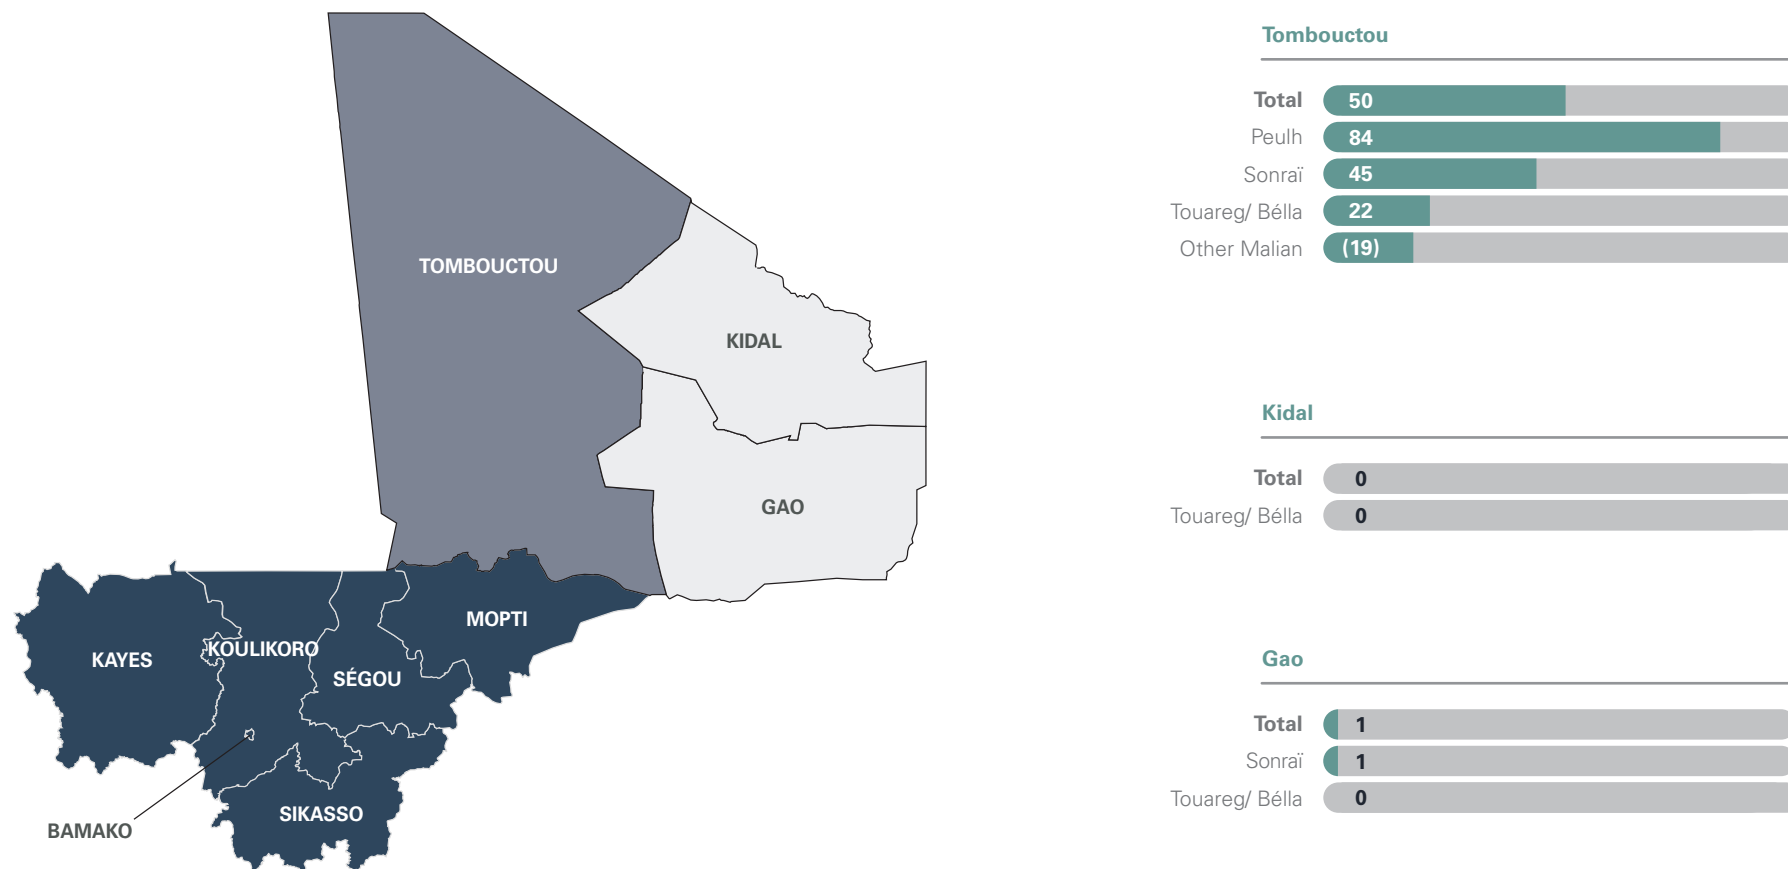 TOMBOUCTOU
KIDAL
GAO
MOPTI
KAYES
KOULIKORO
SÉGOU
SIKASSO
BAMAKO
Tombouctou
Total 50
Peulh 84
Sonraï 45
Touareg/ Bélla 22
Other Malian (19)
Kidal
Total 0
Touareg/ Bélla 0
Gao
Total 1
Sonraï 1
Touareg/ Bélla 0